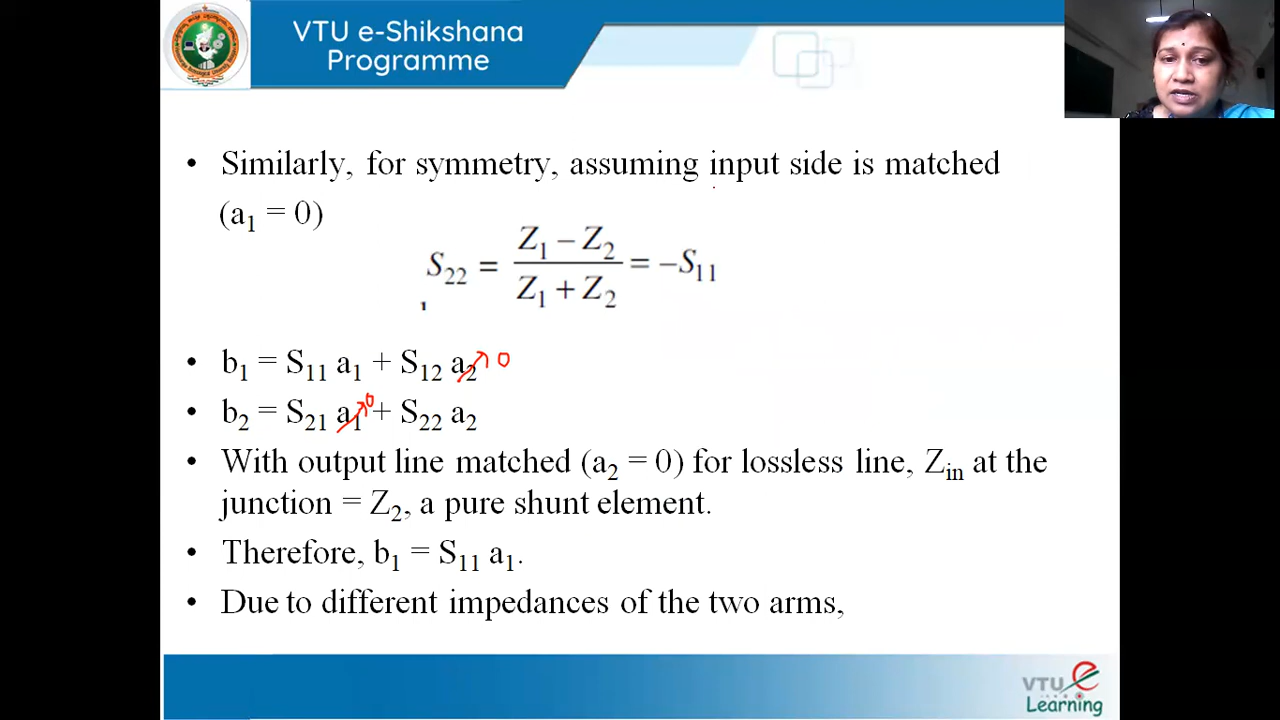 VTU e-Shikshana
Programme
• Similarly, for symmetry, assuming input side is matched
(a₁ = 0)
S₂₂ = (Z₁ − Z₂)/(Z₁ + Z₂) = −S₁₁
• b₁ = S₁₁ a₁ + S₁₂ a₂ 0
• b₂ = S₂₁ a₁ 0 + S₂₂ a₂
• With output line matched (a₂ = 0) for lossless line, Zᵢₙ at the
junction = Z₂, a pure shunt element.
• Therefore, b₁ = S₁₁ a₁.
• Due to different impedances of the two arms,
VTU e
Learning